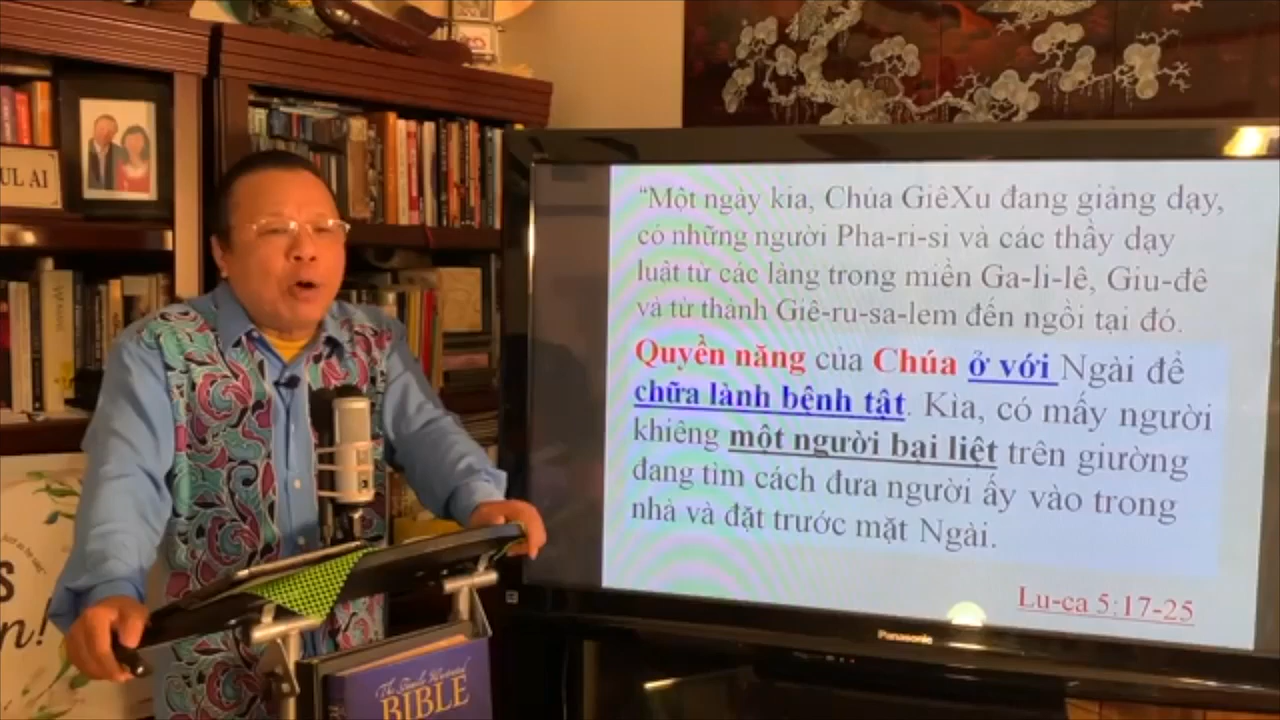 UL AI
“Một ngày kia, Chúa GiêXu đang giảng dạy,
có những người Pha-ri-si và các thầy dạy
luật từ các làng trong miền Ga-li-lê, Giu-đê
và từ thành Giê-ru-sa-lem đến ngồi tại đó.
Quyền năng của Chúa ở với Ngài để
chữa lành bệnh tật. Kìa, có mấy người
khiêng một người bại liệt trên giường
đang tìm cách đưa người ấy vào trong
nhà và đặt trước mặt Ngài.
Lu-ca 5:17-25
Panasonic
s
n!
The Illustrated
BIBLE